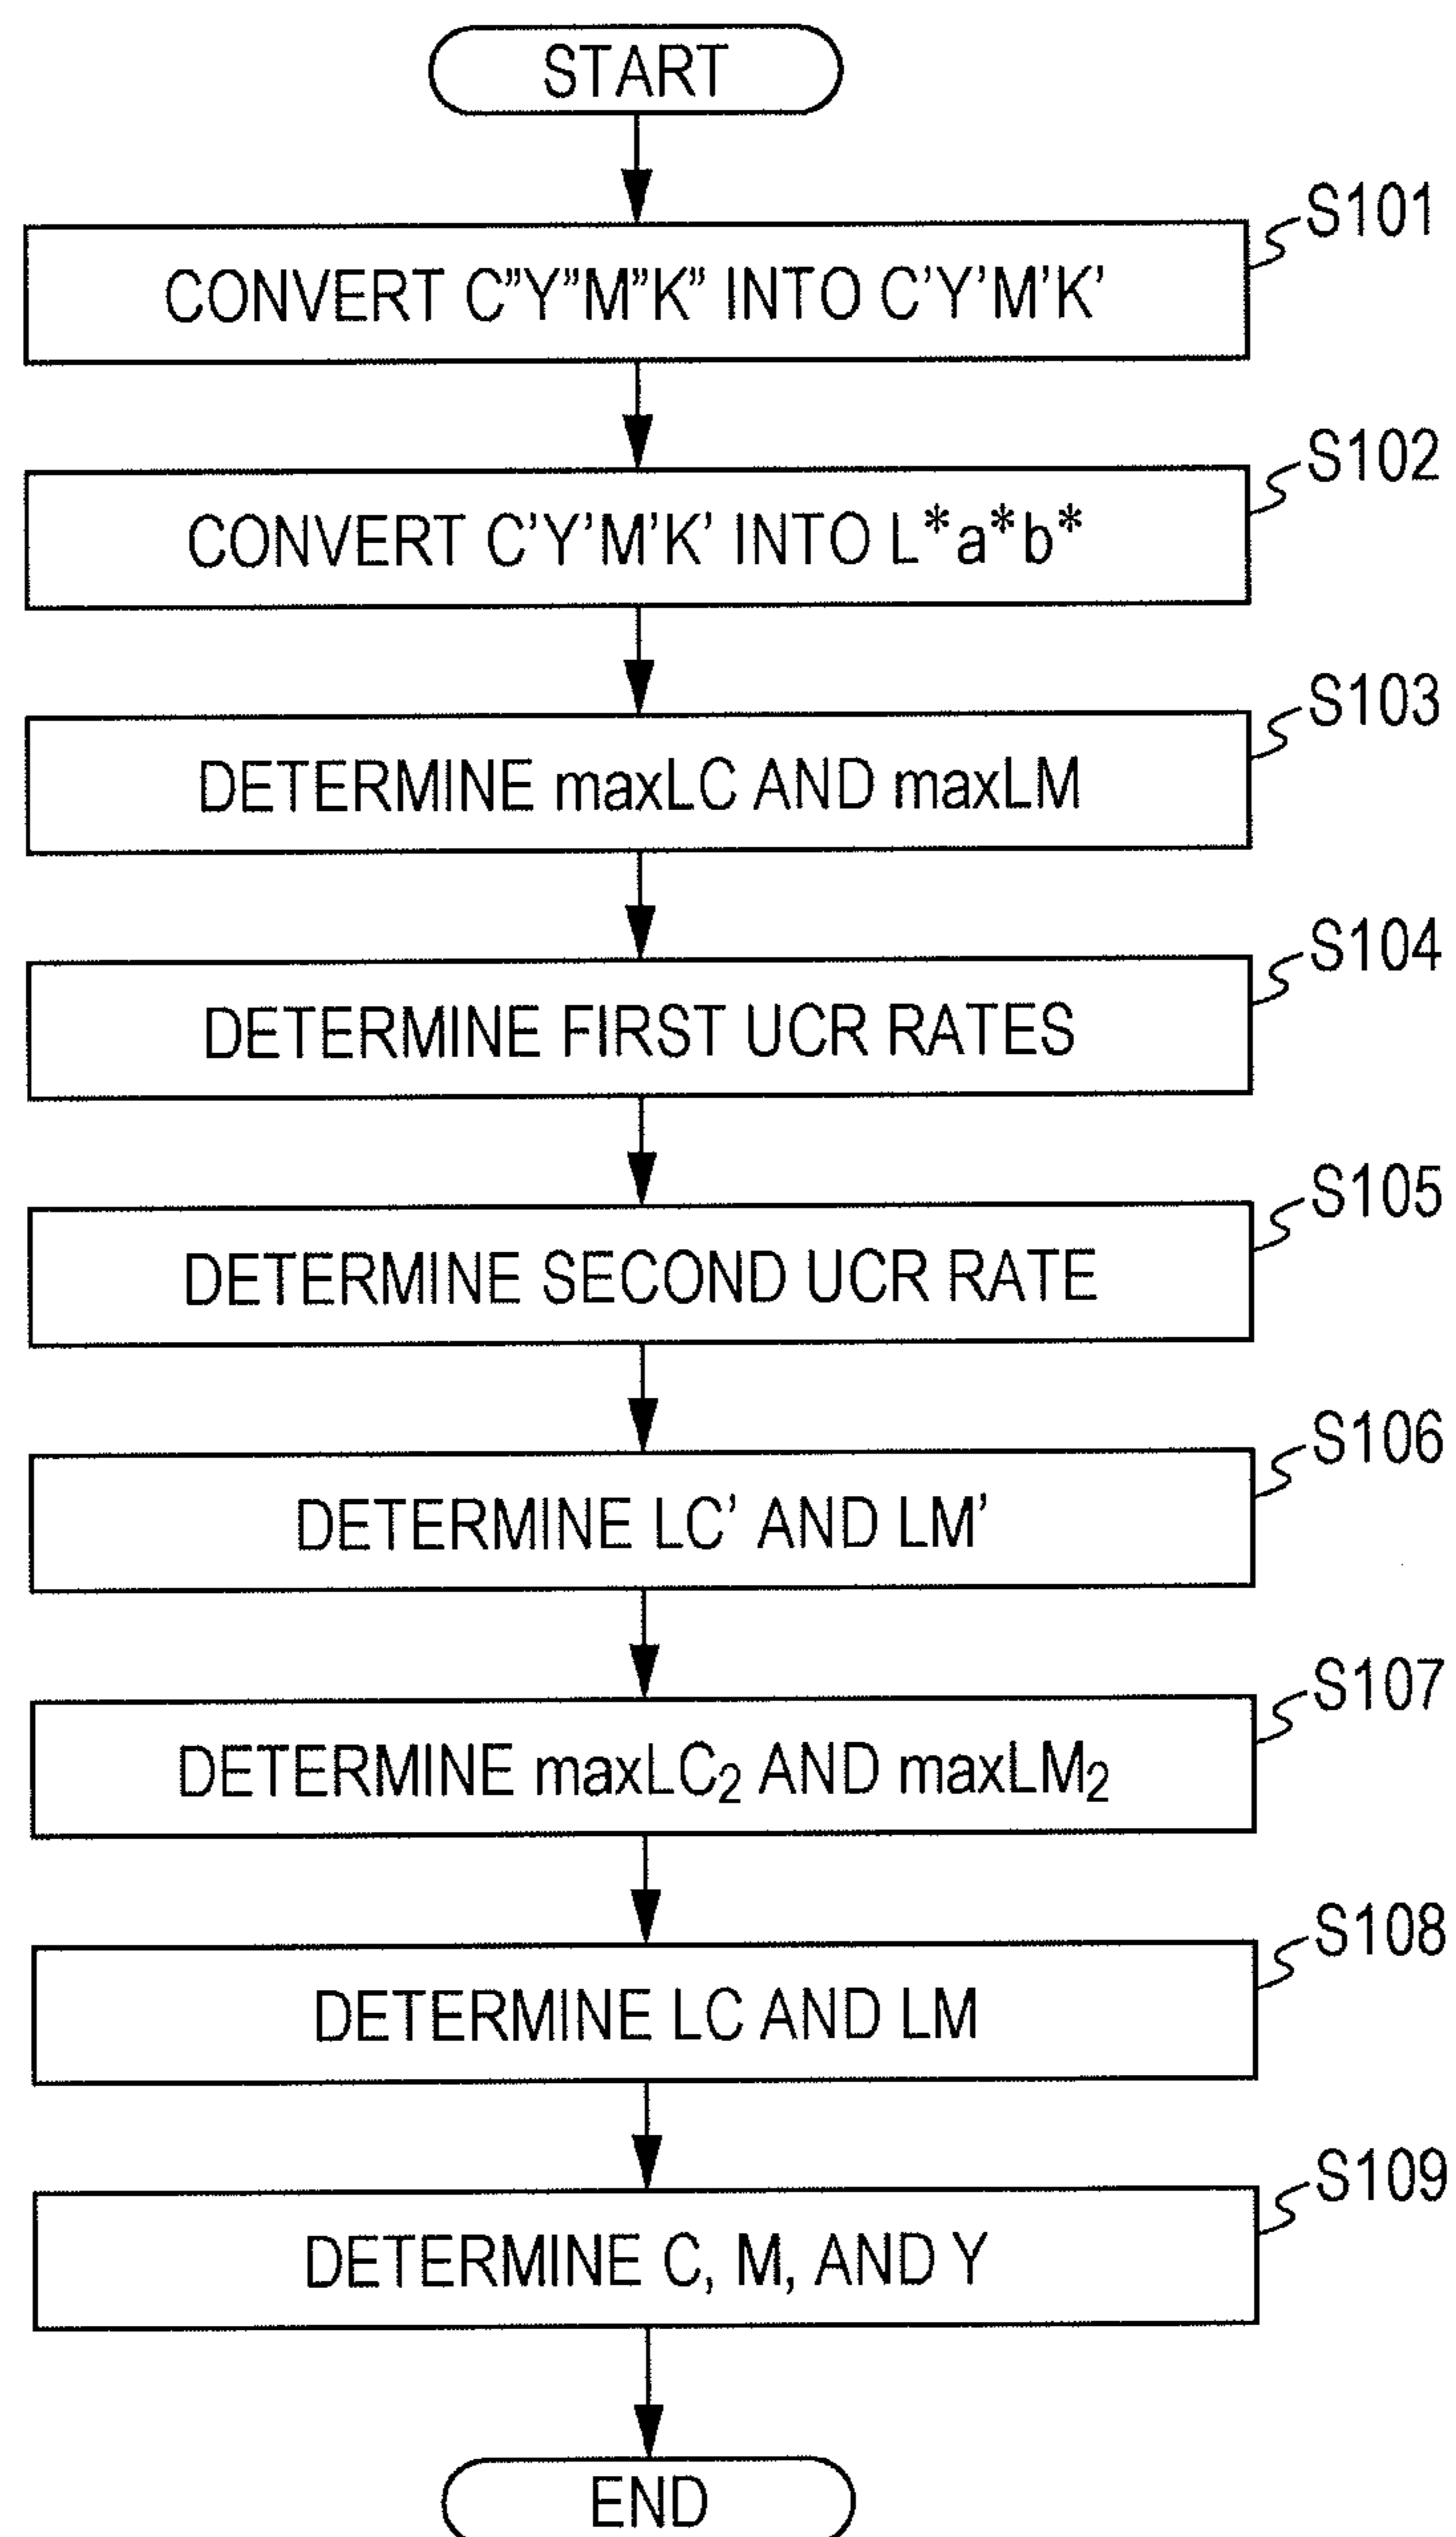 START
S101
CONVERT C”Y”M”K” INTO C’Y’M’K’
S102
CONVERT C’Y’M’K’ INTO L*a*b*
S103
DETERMINE maxLC AND maxLM
S104
DETERMINE FIRST UCR RATES
S105
DETERMINE SECOND UCR RATE
S106
DETERMINE LC’ AND LM’
S107
DETERMINE maxLC₂ AND maxLM₂
S108
DETERMINE LC AND LM
S109
DETERMINE C, M, AND Y
END